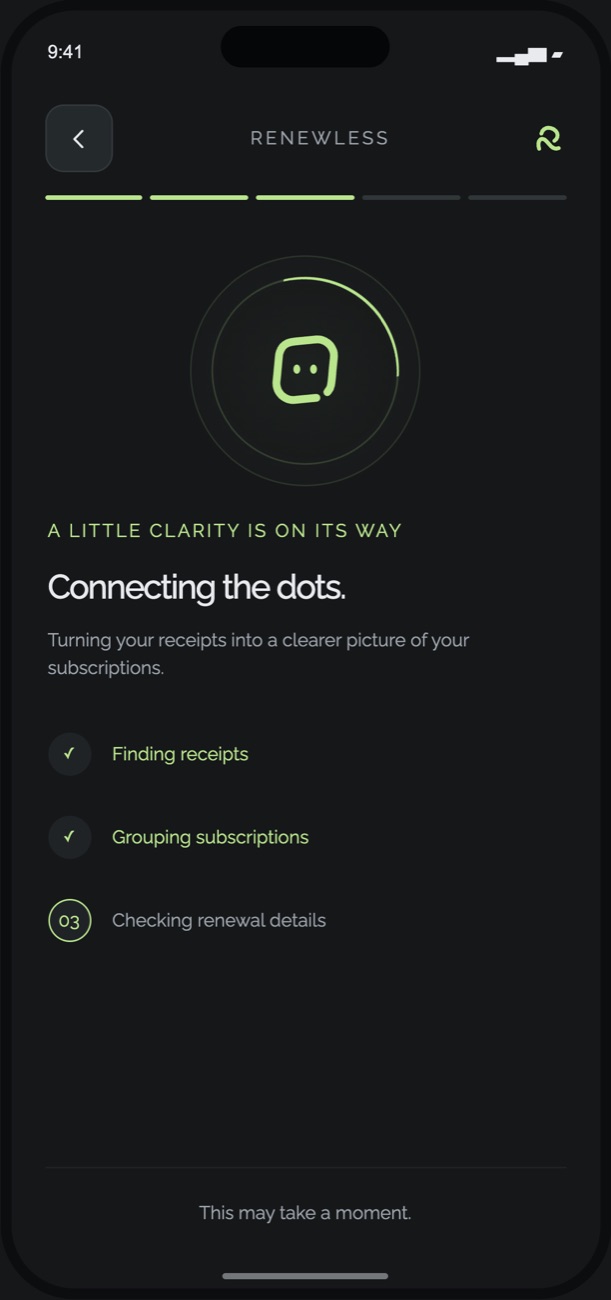 9:41
RENEWLESS
A LITTLE CLARITY IS ON ITS WAY
Connecting the dots.
Turning your receipts into a clearer picture of your
subscriptions.
✓ Finding receipts
✓ Grouping subscriptions
03 Checking renewal details
This may take a moment.